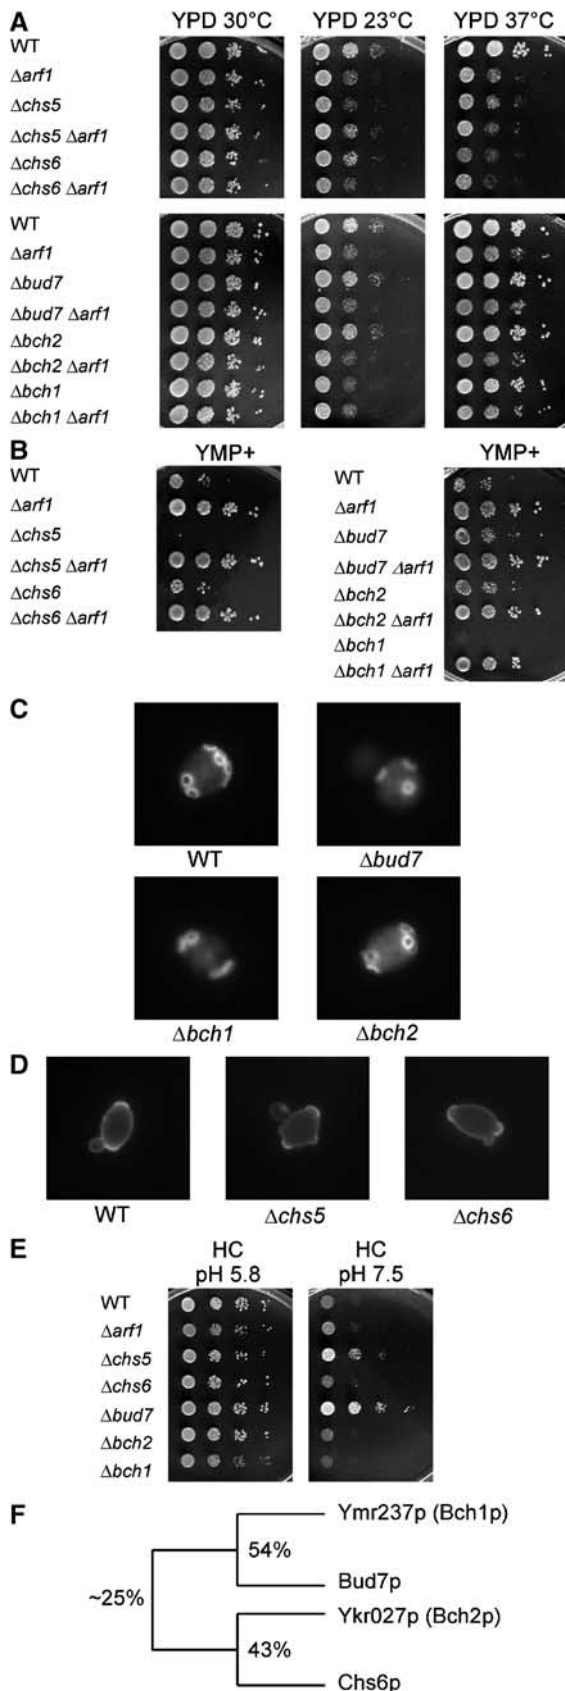 A
YPD 30°C YPD 23°C YPD 37°C
WT
Δarf1
Δchs5
Δchs5 Δarf1
Δchs6
Δchs6 Δarf1
WT
Δarf1
Δbud7
Δbud7 Δarf1
Δbch2
Δbch2 Δarf1
Δbch1
Δbch1 Δarf1
B
YMP+
WT
Δarf1
Δchs5
Δchs5 Δarf1
Δchs6
Δchs6 Δarf1
YMP+
WT
Δarf1
Δbud7
Δbud7 Δarf1
Δbch2
Δbch2 Δarf1
Δbch1
Δbch1 Δarf1
C
WT Δbud7
Δbch1 Δbch2
D
WT Δchs5 Δchs6
E
HC
pH 5.8
HC
pH 7.5
WT
Δarf1
Δchs5
Δchs6
Δbud7
Δbch2
Δbch1
F
Ymr237p (Bch1p)
54%
Bud7p
~25%
Ykr027p (Bch2p)
43%
Chs6p